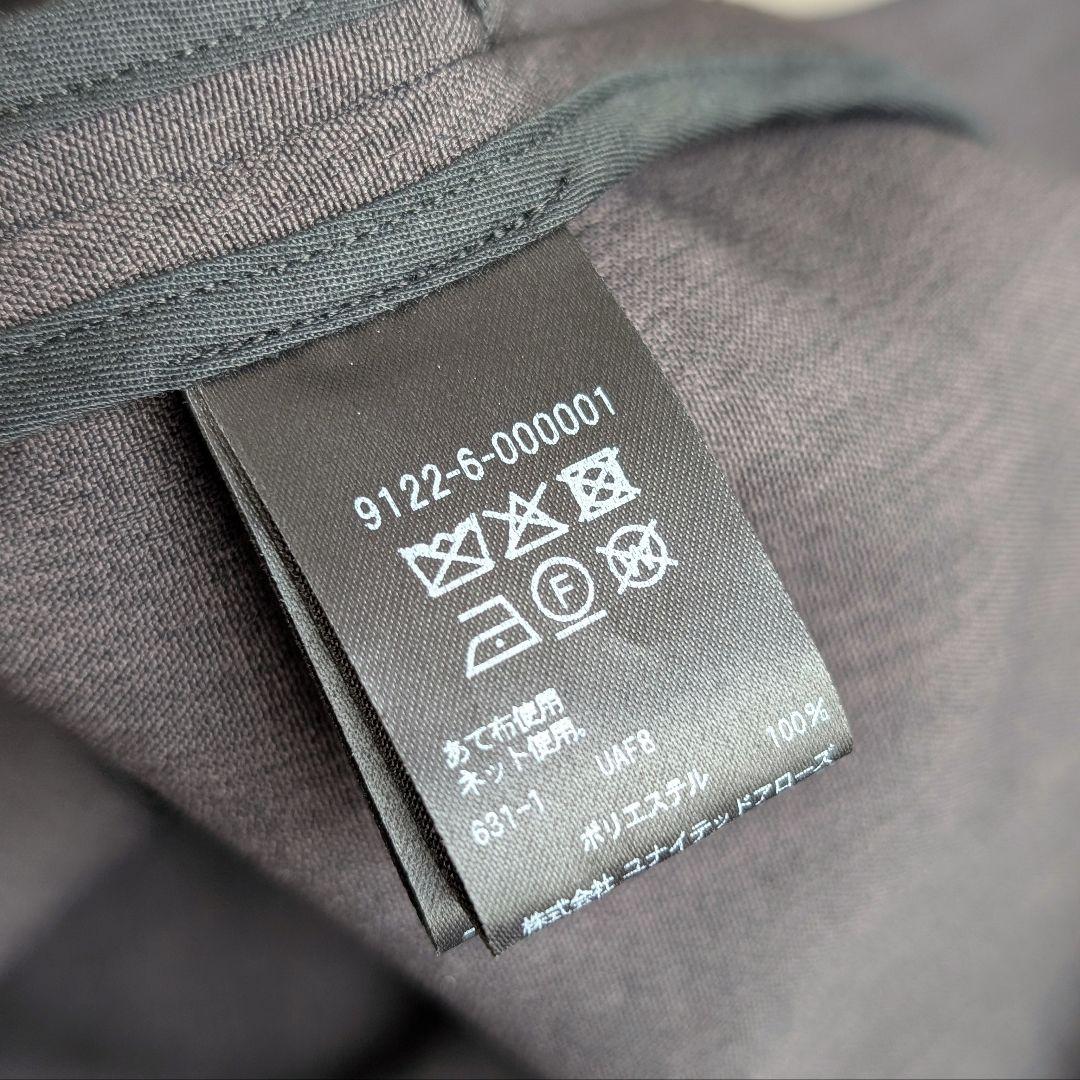 9122-6-000001
F
W
あて布使用
ネット使用。
631-1 UAF8
ポリエステル 100%
株式会社 ユナイテッドアローズ